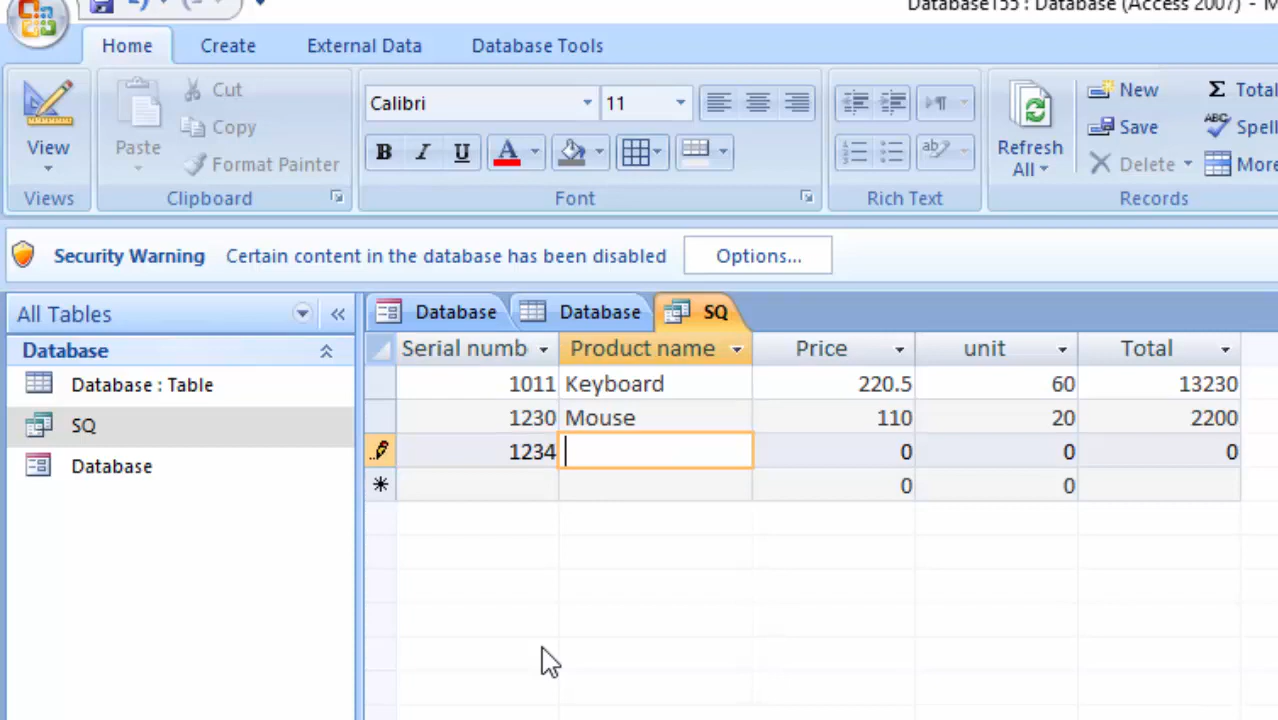 Database155 : Database (Access 2007) - M
Home Create External Data Database Tools
View
Views
Paste
Cut
Copy
Format Painter
Clipboard
Calibri 11
B I U A
Font
Rich Text
Refresh
All
New
Save
Delete
Σ Total
ABC Spell
More
Records
Security Warning Certain content in the database has been disabled Options...
All Tables «
Database
Database : Table
SQ
Database
Database Database SQ
Serial numb Product name Price unit Total
1011 Keyboard 220.5 60 13230
1230 Mouse 110 20 2200
1234 0 0 0
0 0